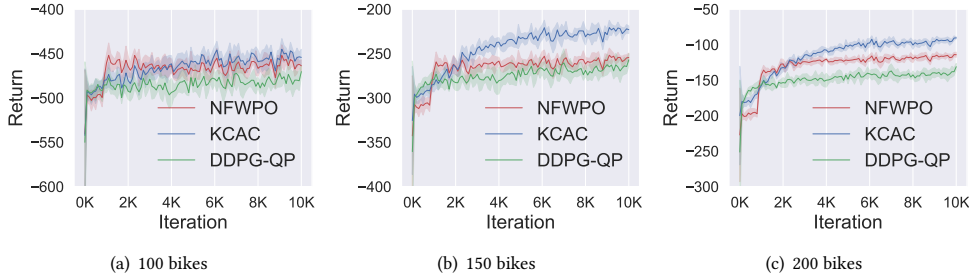 −400
−450
−500
−550
−600
Return
NFWPO
KCAC
DDPG-QP
0K 2K 4K 6K 8K 10K
Iteration
(a) 100 bikes
−200
−250
−300
−350
−400
Return
NFWPO
KCAC
DDPG-QP
0K 2K 4K 6K 8K 10K
Iteration
(b) 150 bikes
−50
−100
−150
−200
−250
−300
Return
NFWPO
KCAC
DDPG-QP
0K 2K 4K 6K 8K 10K
Iteration
(c) 200 bikes